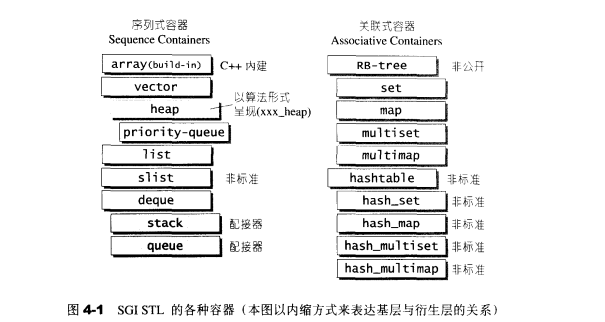 序列式容器
Sequence Containers
array(build-in) C++ 内建
vector
heap
以算法形式
呈现(xxx_heap)
priority-queue
list
slist 非标准
deque
stack 配接器
queue 配接器
关联式容器
Associative Containers
RB-tree 非公开
set
map
multiset
multimap
hashtable 非标准
hash_set 非标准
hash_map 非标准
hash_multiset 非标准
hash_multimap 非标准
图 4-1 SGI STL 的各种容器（本图以内缩方式来表达基层与衍生层的关系）